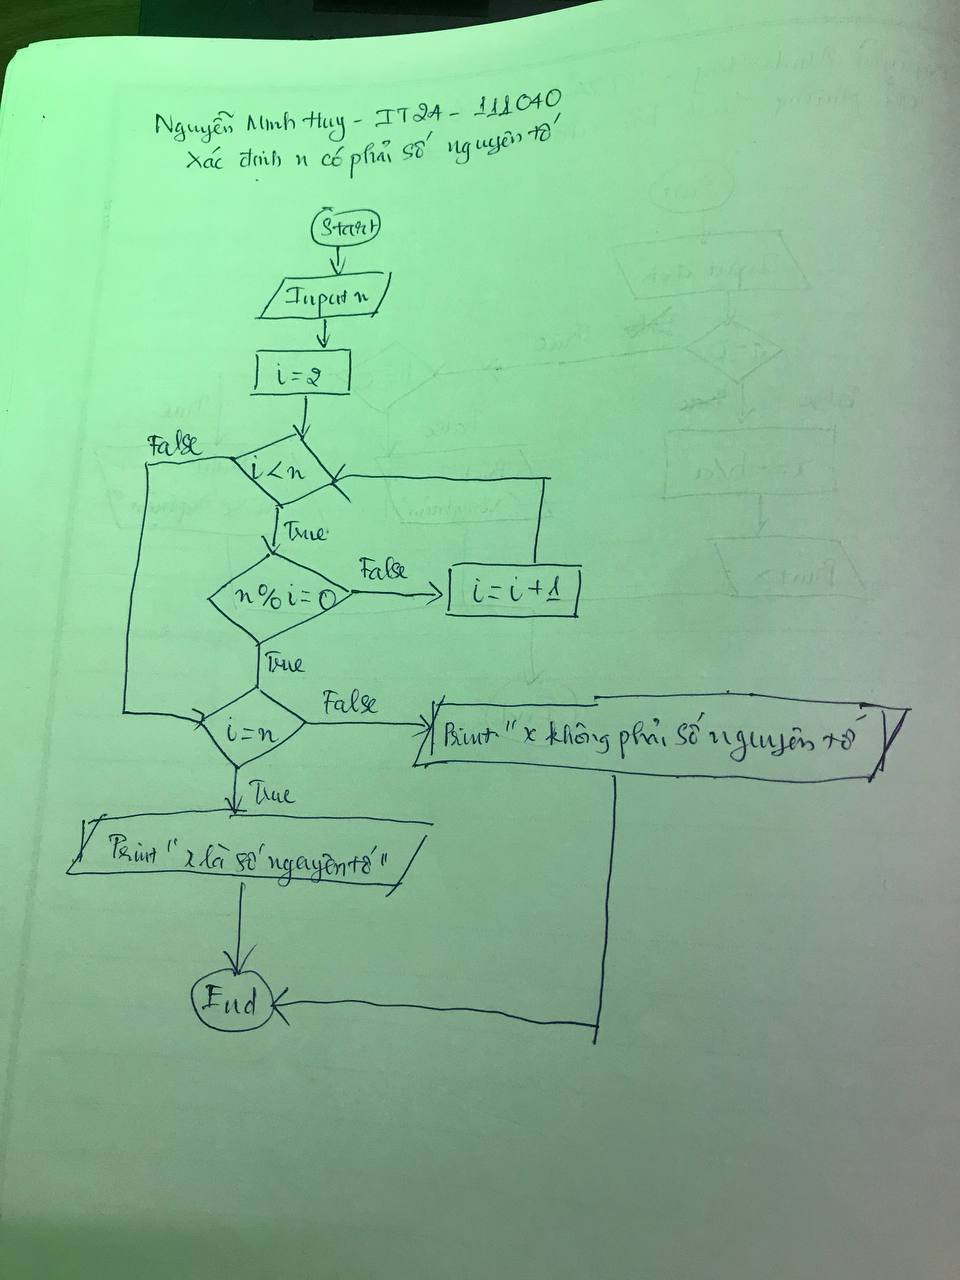 Nguyễn Minh Huy - IT2A - 111040
Xác định n có phải số nguyên tố
Start
Input n
i=2
False
i<n
True
n%i=0
False
i=i+1
True
i=n
False
Print "x không phải số nguyên tố
True
Print "x là số nguyên tố"
End